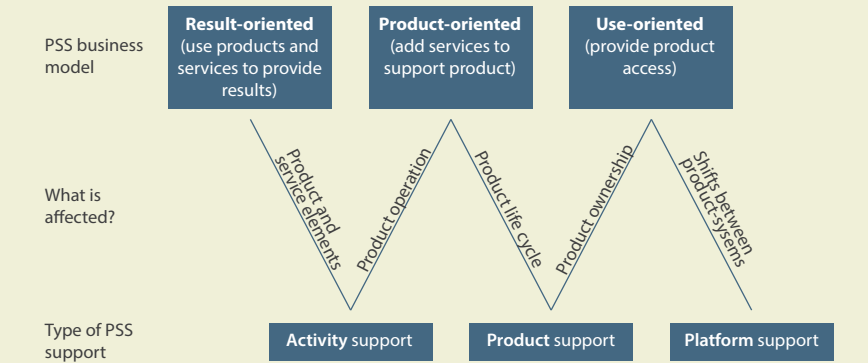 PSS business
model
Result-oriented
(use products and
services to provide
results)
Product-oriented
(add services to
support product)
Use-oriented
(provide product
access)
What is
affected?
Product and
service elements
Product operation
Product life cycle
Product ownership
Shifts between
product-sysems
Type of PSS
support
Activity support
Product support
Platform support